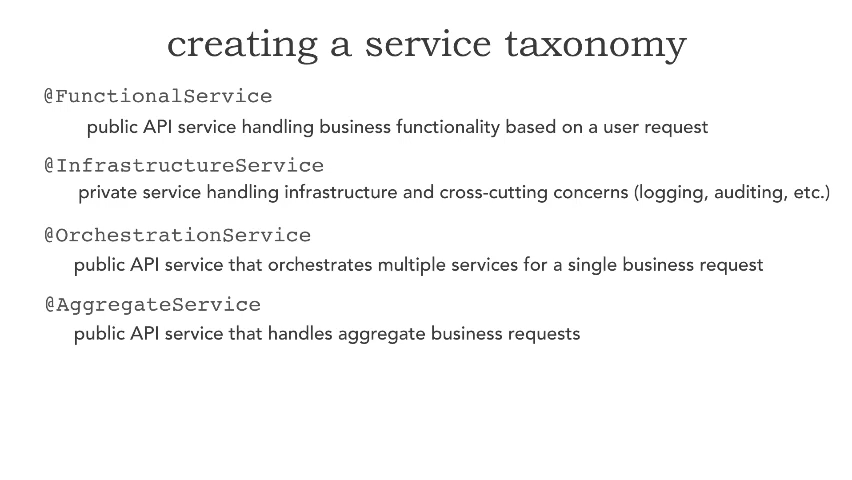 creating a service taxonomy
@FunctionalService
public API service handling business functionality based on a user request
@InfrastructureService
private service handling infrastructure and cross-cutting concerns (logging, auditing, etc.)
@OrchestrationService
public API service that orchestrates multiple services for a single business request
@AggregateService
public API service that handles aggregate business requests